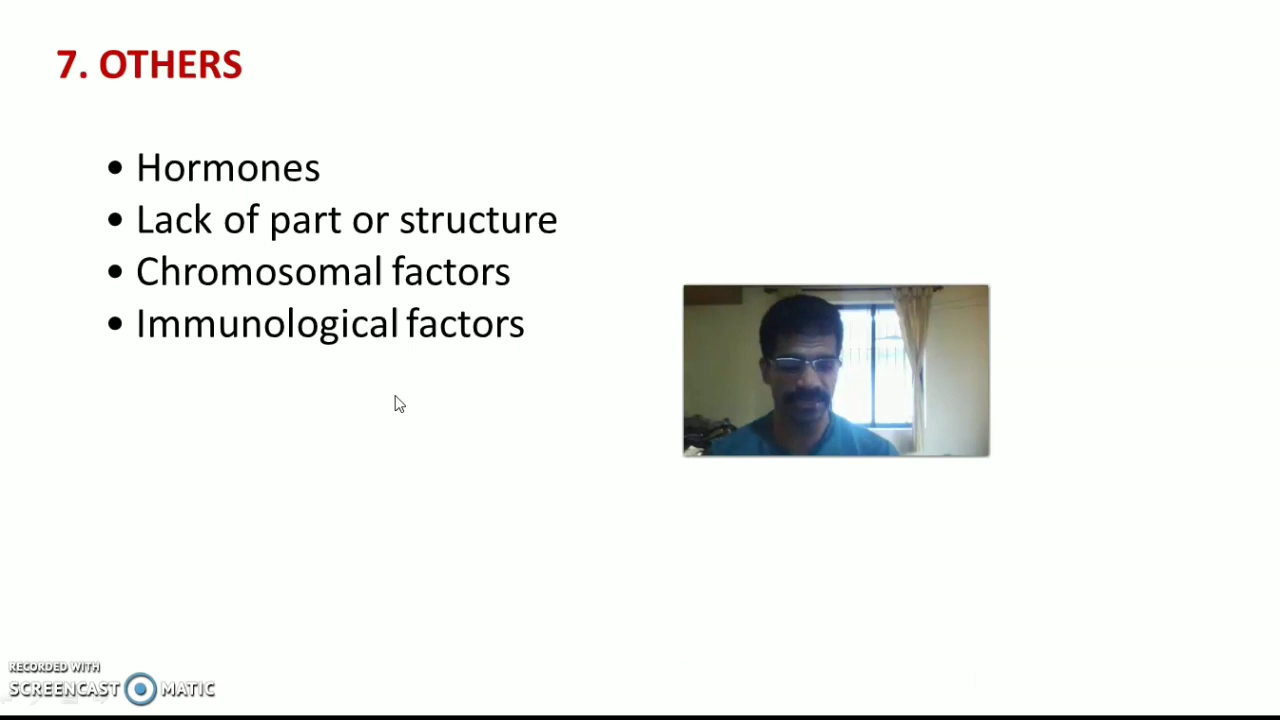 7. OTHERS
• Hormones
• Lack of part or structure
• Chromosomal factors
• Immunological factors
RECORDED WITH
SCREENCAST MATIC